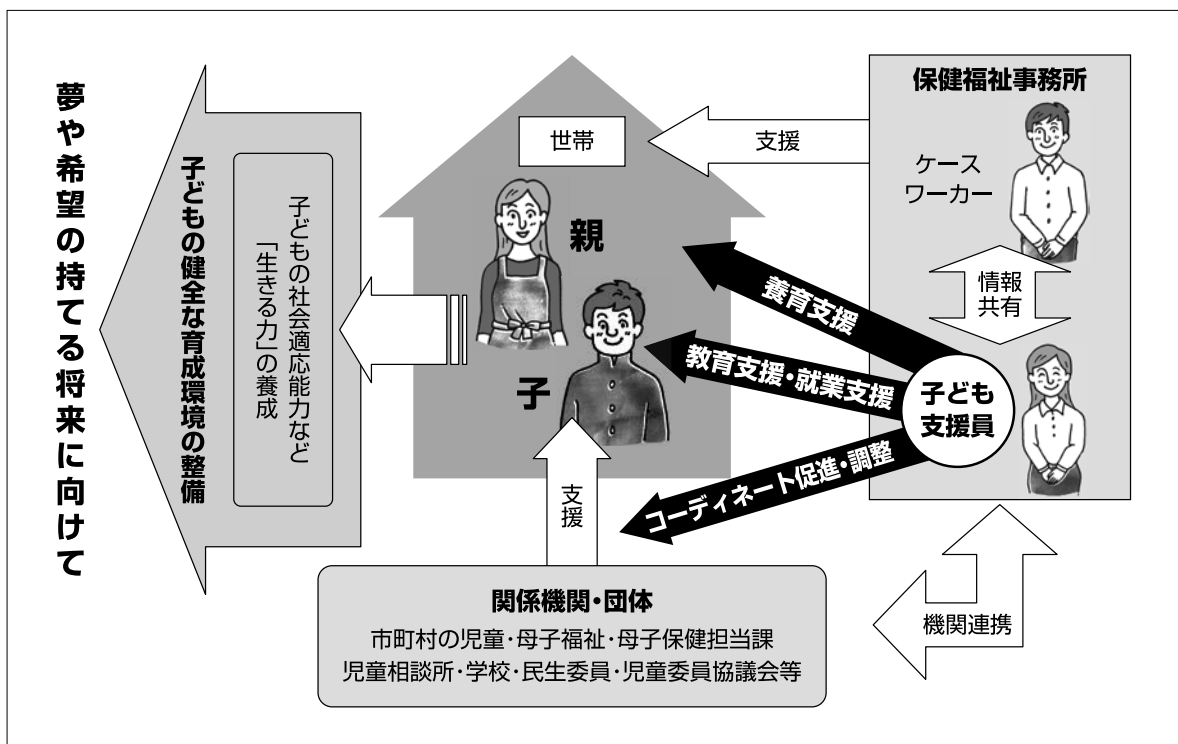 夢や希望の持てる将来に向けて
子どもの健全な育成環境の整備
子どもの社会適応能力など
「生きる力」の養成
世帯
親
子
支援
保健福祉事務所
ケース
ワーカー
情報
共有
養育支援
教育支援・就業支援
コーディネート促進・調整
子ども
支援員
支援
関係機関・団体
市町村の児童・母子福祉・母子保健担当課
児童相談所・学校・民生委員・児童委員協議会等
機関連携